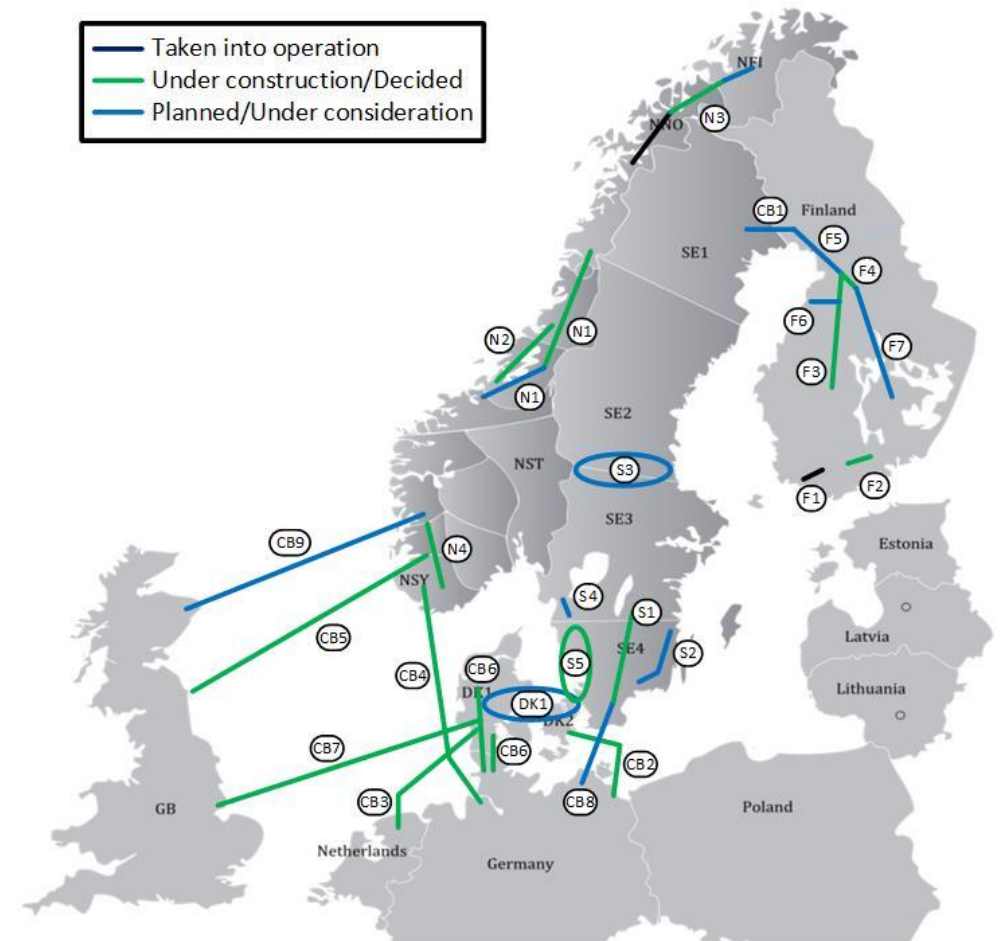 Taken into operation
Under construction/Decided
Planned/Under consideration
NFI
NNO
N3
CB1
Finland
F5
SE1
F4
F6
N2
N1
F7
F3
N1
SE2
NST
S3
F1
F2
SE3
CB9
N4
Estonia
NSY
S4
S1
CB5
Latvia
SE4
S2
S5
CB6
CB4
DK1
Lithuania
DK1
DK2
CB7
CB6
CB2
CB3
CB8
GB
Poland
Netherlands
Germany